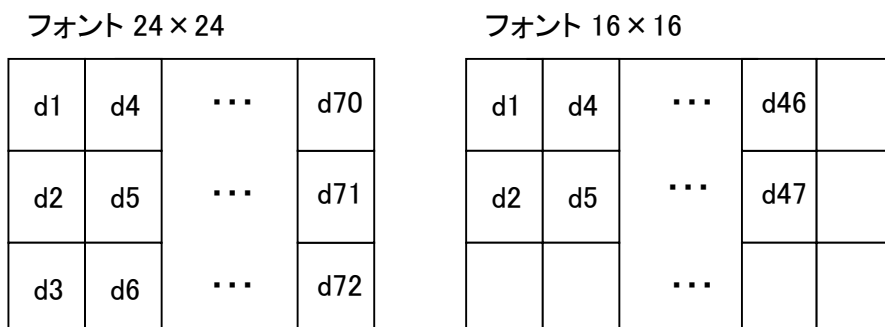 フォント 24×24
d1 d4 ・・・ d70
d2 d5 ・・・ d71
d3 d6 ・・・ d72
フォント 16×16
d1 d4 ・・・ d46
d2 d5 ・・・ d47
・・・